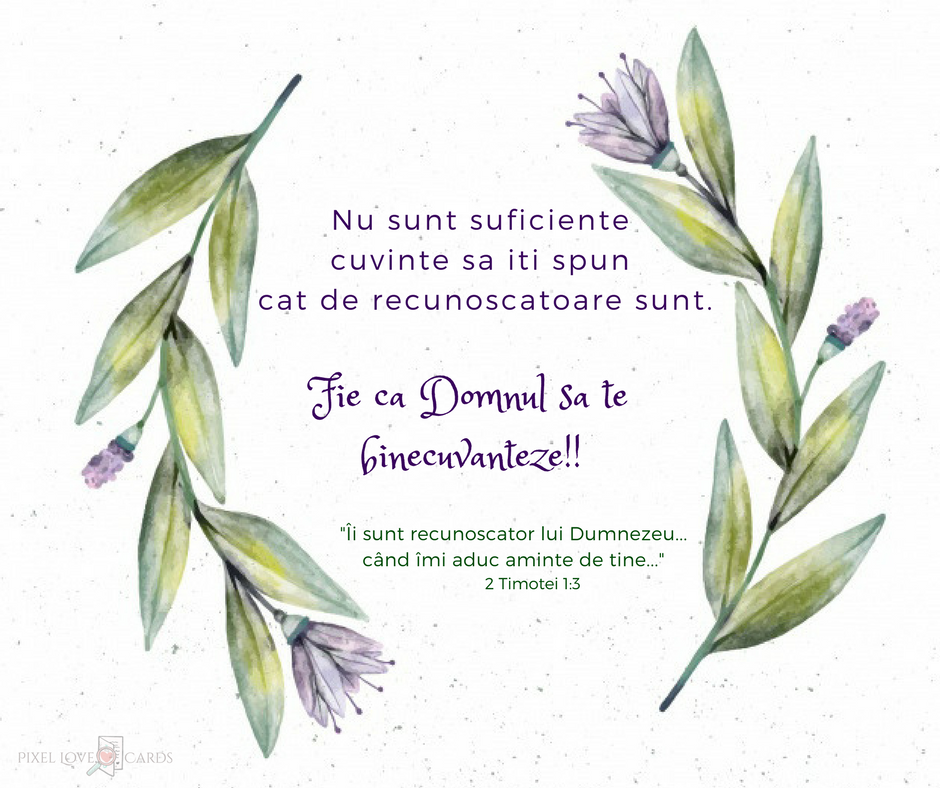 Nu sunt suficiente
cuvinte sa iti spun
cat de recunoscatoare sunt.
Fie ca Domnul sa te
binecuvanteze!!
"Îi sunt recunoscator lui Dumnezeu...
când îmi aduc aminte de tine..."
2 Timotei 1:3
PIXEL LOVE CARDS